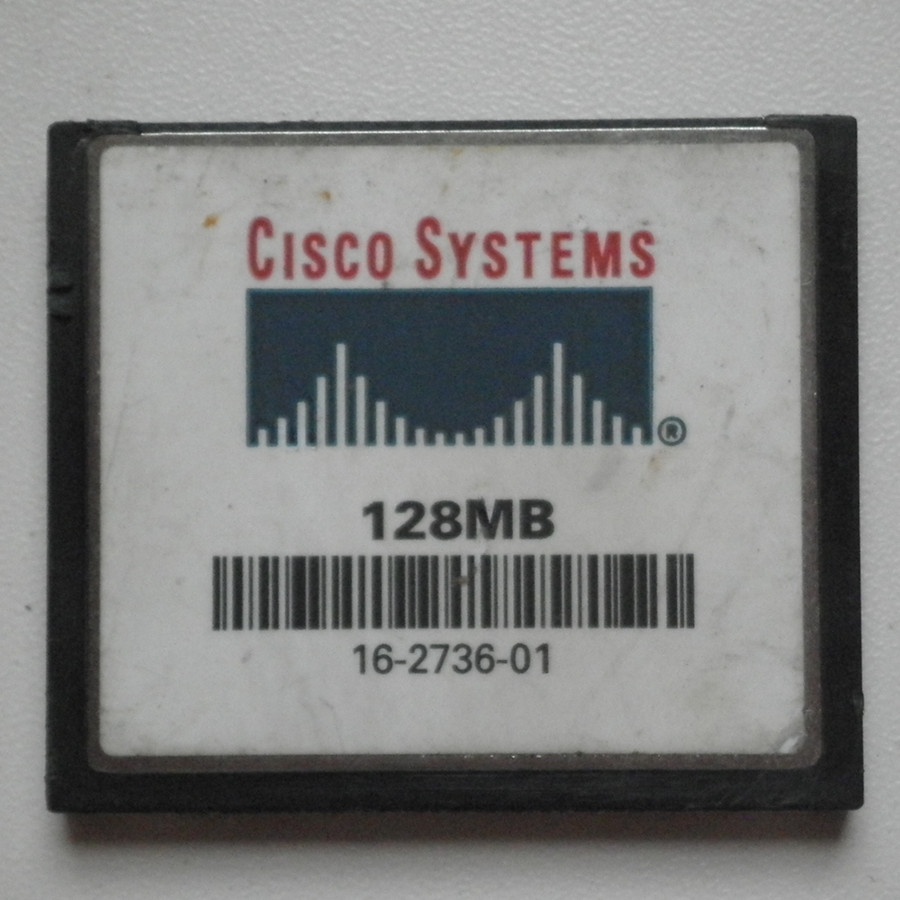 CISCO SYSTEMS
®
128MB
16-2736-01